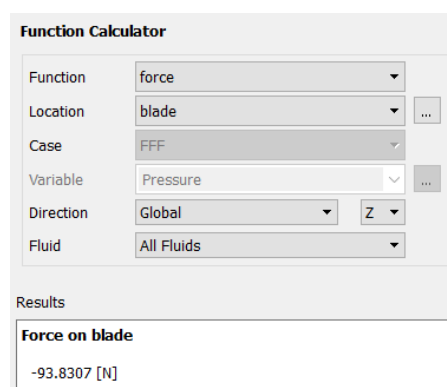 Function Calculator
Function force
Location blade ...
Case FFF
Variable Pressure ...
Direction Global Z
Fluid All Fluids
Results
Force on blade
-93.8307 [N]